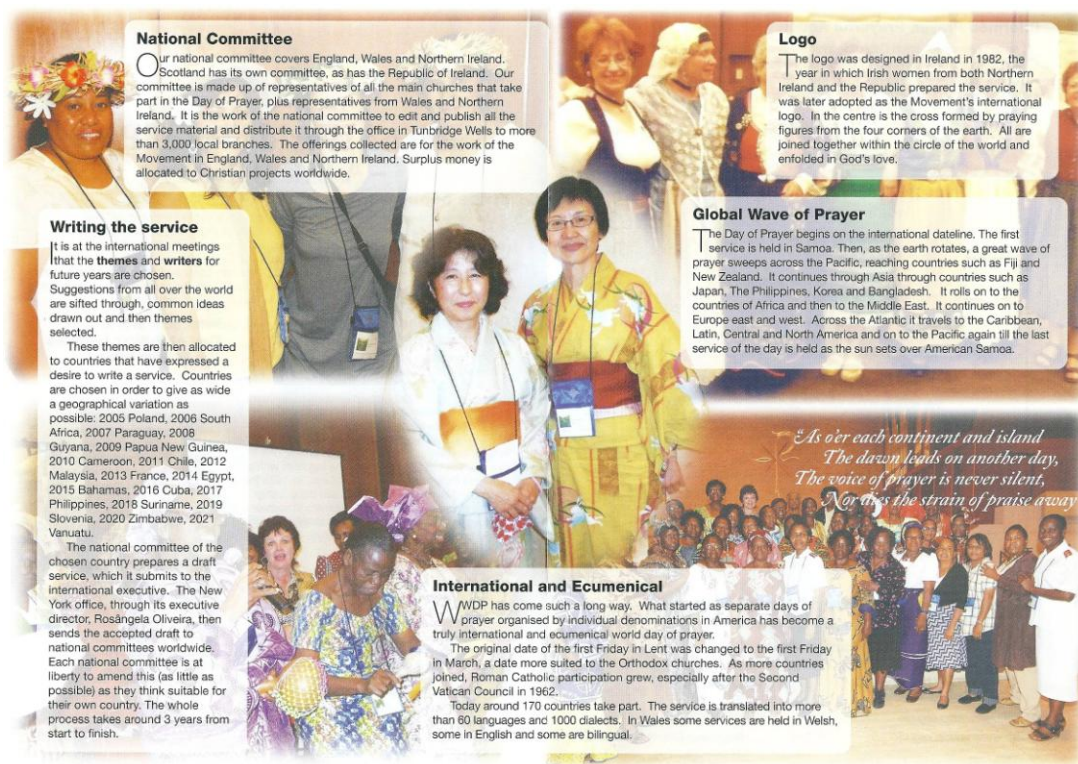 National Committee
Our national committee covers England, Wales and Northern Ireland.
Scotland has its own committee, as has the Republic of Ireland. Our
committee is made up of representatives of all the main churches that take
part in the Day of Prayer, plus representatives from Wales and Northern
Ireland. It is the work of the national committee to edit and publish all the
service material and distribute it through the office in Tunbridge Wells to more
than 3,000 local branches. The offerings collected are for the work of the
Movement in England, Wales and Northern Ireland. Surplus money is
allocated to Christian projects worldwide.
Writing the service
It is at the international meetings
that the themes and writers for
future years are chosen.
Suggestions from all over the world
are sifted through, common ideas
drawn out and then themes
selected.
These themes are then allocated
to countries that have expressed a
desire to write a service. Countries
are chosen in order to give as wide
a geographical variation as
possible: 2005 Poland, 2006 South
Africa, 2007 Paraguay, 2008
Guyana, 2009 Papua New Guinea,
2010 Cameroon, 2011 Chile, 2012
Malaysia, 2013 France, 2014 Egypt,
2015 Bahamas, 2016 Cuba, 2017
Philippines, 2018 Suriname, 2019
Slovenia, 2020 Zimbabwe, 2021
Vanuatu.
The national committee of the
chosen country prepares a draft
service, which it submits to the
international executive. The New
York office, through its executive
director, Rosângela Oliveira, then
sends the accepted draft to
national committees worldwide.
Each national committee is at
liberty to amend this (as little as
possible) as they think suitable for
their own country. The whole
process takes around 3 years from
start to finish.
Logo
The logo was designed in Ireland in 1982, the
year in which Irish women from both Northern
Ireland and the Republic prepared the service. It
was later adopted as the Movement's international
logo. In the centre is the cross formed by praying
figures from the four corners of the earth. All are
joined together within the circle of the world and
enfolded in God's love.
Global Wave of Prayer
The Day of Prayer begins on the international dateline. The first
service is held in Samoa. Then, as the earth rotates, a great wave of
prayer sweeps across the Pacific, reaching countries such as Fiji and
New Zealand. It continues through Asia through countries such as
Japan, The Philippines, Korea and Bangladesh. It rolls on to the
countries of Africa and then to the Middle East. It continues on to
Europe east and west. Across the Atlantic it travels to the Caribbean,
Latin, Central and North America and on to the Pacific again till the last
service of the day is held as the sun sets over American Samoa.
"As o'er each continent and island
The dawn leads on another day,
The voice of prayer is never silent,
Nor dies the strain of praise away
International and Ecumenical
WWDP has come such a long way. What started as separate days of
prayer organised by individual denominations in America has become a
truly international and ecumenical world day of prayer.
The original date of the first Friday in Lent was changed to the first Friday
in March, a date more suited to the Orthodox churches. As more countries
joined, Roman Catholic participation grew, especially after the Second
Vatican Council in 1962.
Today around 170 countries take part. The service is translated into more
than 60 languages and 1000 dialects. In Wales some services are held in Welsh,
some in English and some are bilingual.